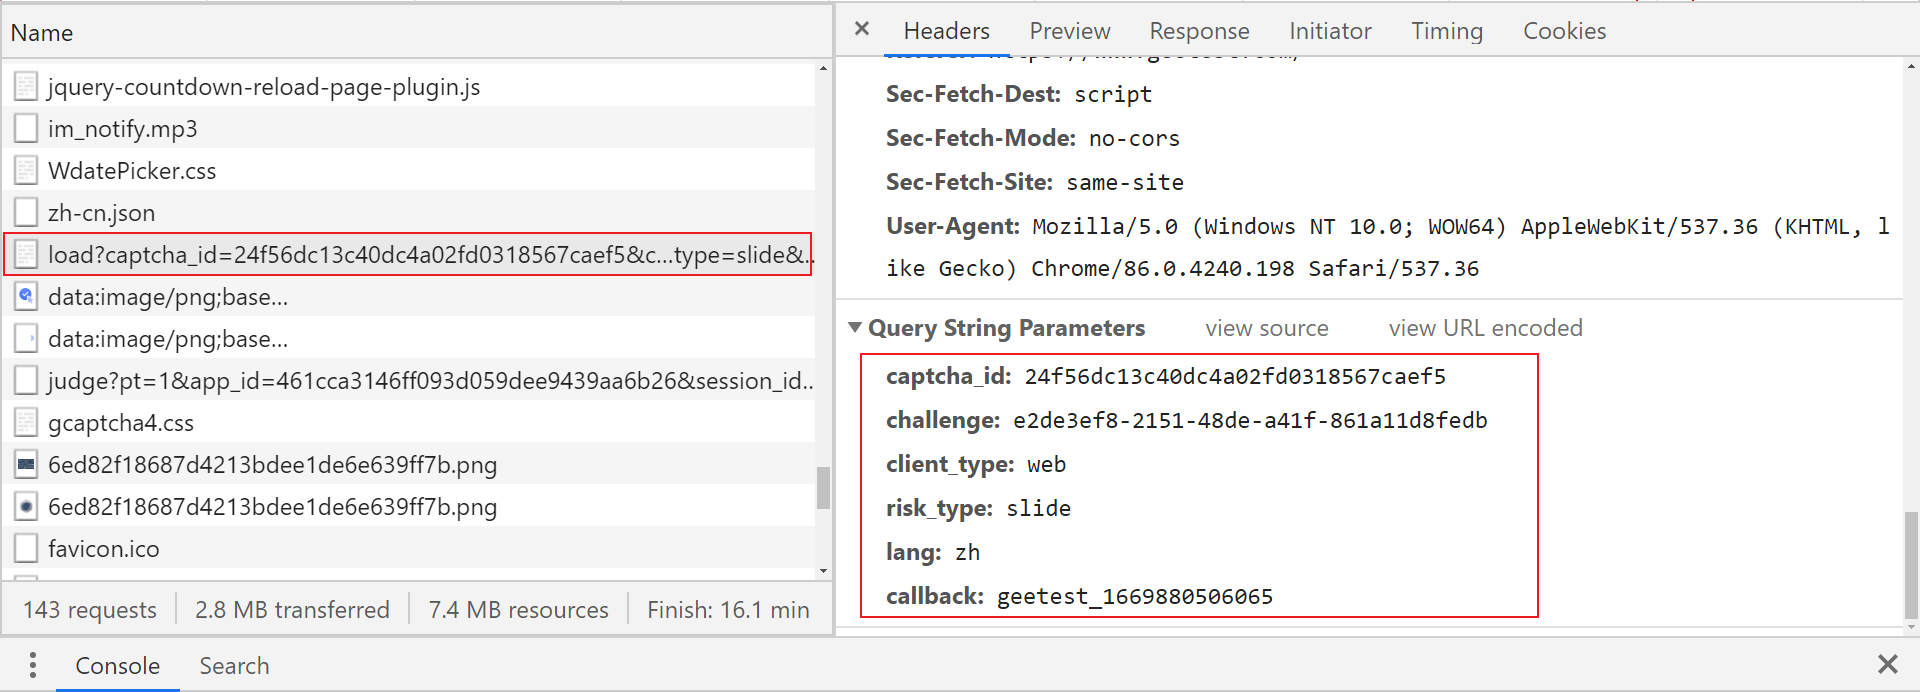 Name
jquery-countdown-reload-page-plugin.js
im_notify.mp3
WdatePicker.css
zh-cn.json
load?captcha_id=24f56dc13c40dc4a02fd0318567caef5&c...type=slide&..
data:image/png;base...
data:image/png;base...
judge?pt=1&app_id=461cca3146ff093d059dee9439aa6b26&session_id..
gcaptcha4.css
6ed82f18687d4213bdee1de6e639ff7b.png
6ed82f18687d4213bdee1de6e639ff7b.png
favicon.ico
143 requests 2.8 MB transferred 7.4 MB resources Finish: 16.1 min
Headers Preview Response Initiator Timing Cookies
Sec-Fetch-Dest: script
Sec-Fetch-Mode: no-cors
Sec-Fetch-Site: same-site
User-Agent: Mozilla/5.0 (Windows NT 10.0; WOW64) AppleWebKit/537.36 (KHTML, l
ike Gecko) Chrome/86.0.4240.198 Safari/537.36
Query String Parameters view source view URL encoded
captcha_id: 24f56dc13c40dc4a02fd0318567caef5
challenge: e2de3ef8-2151-48de-a41f-861a11d8fedb
client_type: web
risk_type: slide
lang: zh
callback: geetest_1669880506065
Console Search